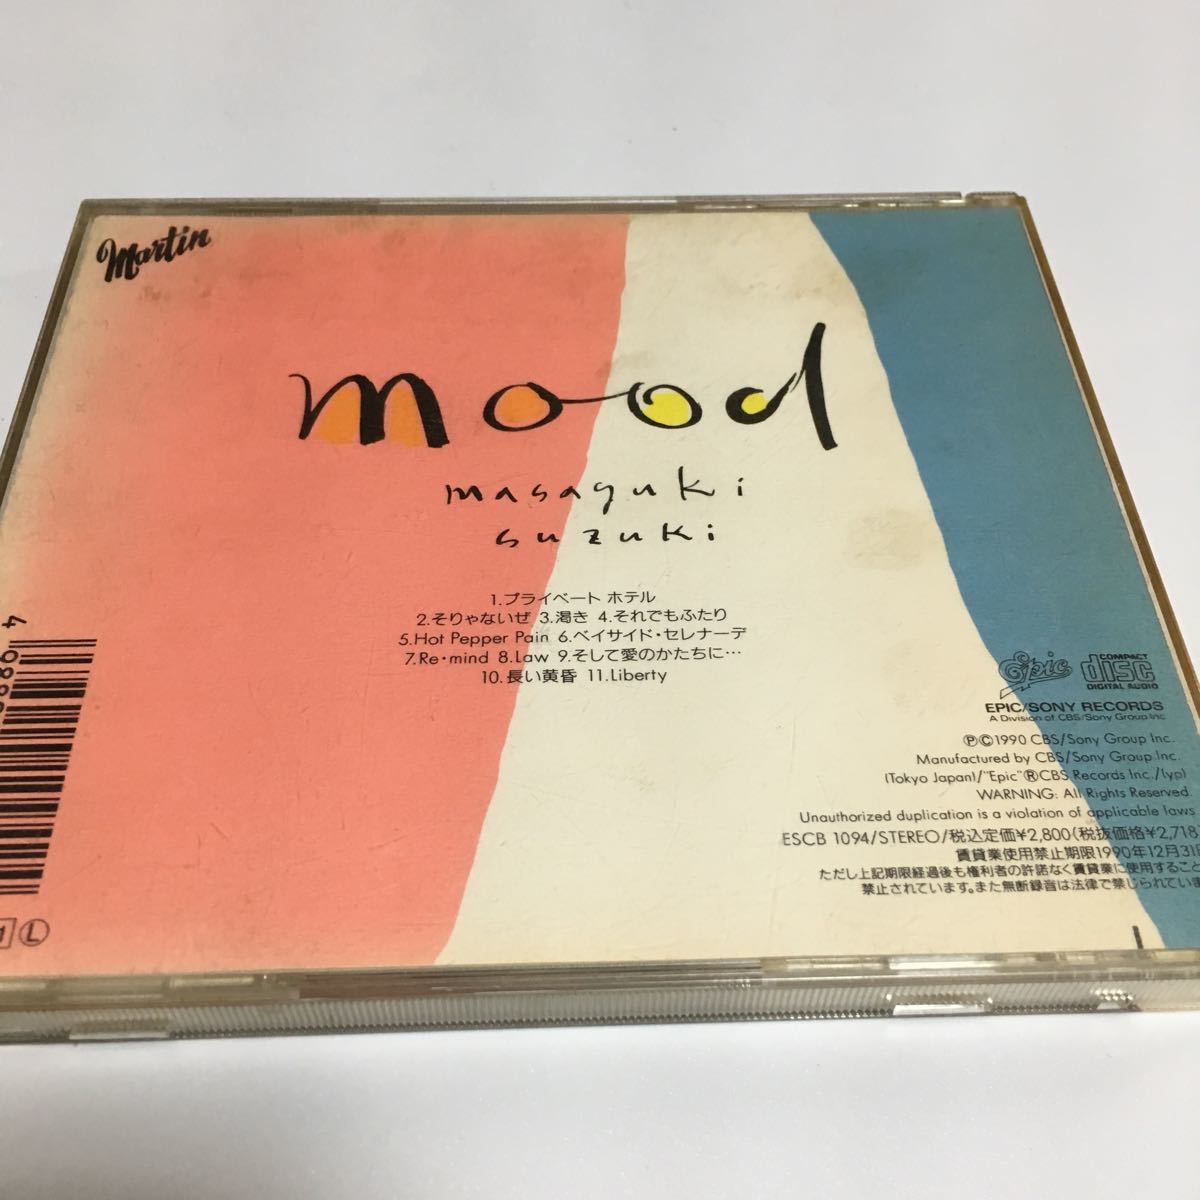 Martin
mood
masayuki
suzuki
1.プライベート ホテル
2.そりゃないぜ 3.渇き 4.それでもふたり
5.Hot Pepper Pain 6.ベイサイド・セレナーデ
7.Re・mind 8.Law 9.そして愛のかたちに…
10.長い黄昏 11.Liberty
Epic
COMPACT
disc
DIGITAL AUDIO
EPIC/SONY RECORDS
A Division of CBS/Sony Group Inc.
ⓅⒸ1990 CBS/Sony Group Inc.
Manufactured by CBS/Sony Group Inc.
(Tokyo Japan)/"Epic"®CBS Records Inc./(yp)
WARNING: All Rights Reserved.
Unauthorized duplication is a violation of applicable laws
ESCB 1094/STEREO/税込定価¥2,800(税抜価格¥2,718
賃貸業使用禁止期限1990年12月31日
ただし上記期限経過後も権利者の許諾なく賃貸業に使用すること
禁止されています。また無断録音は法律で禁じられていま
L